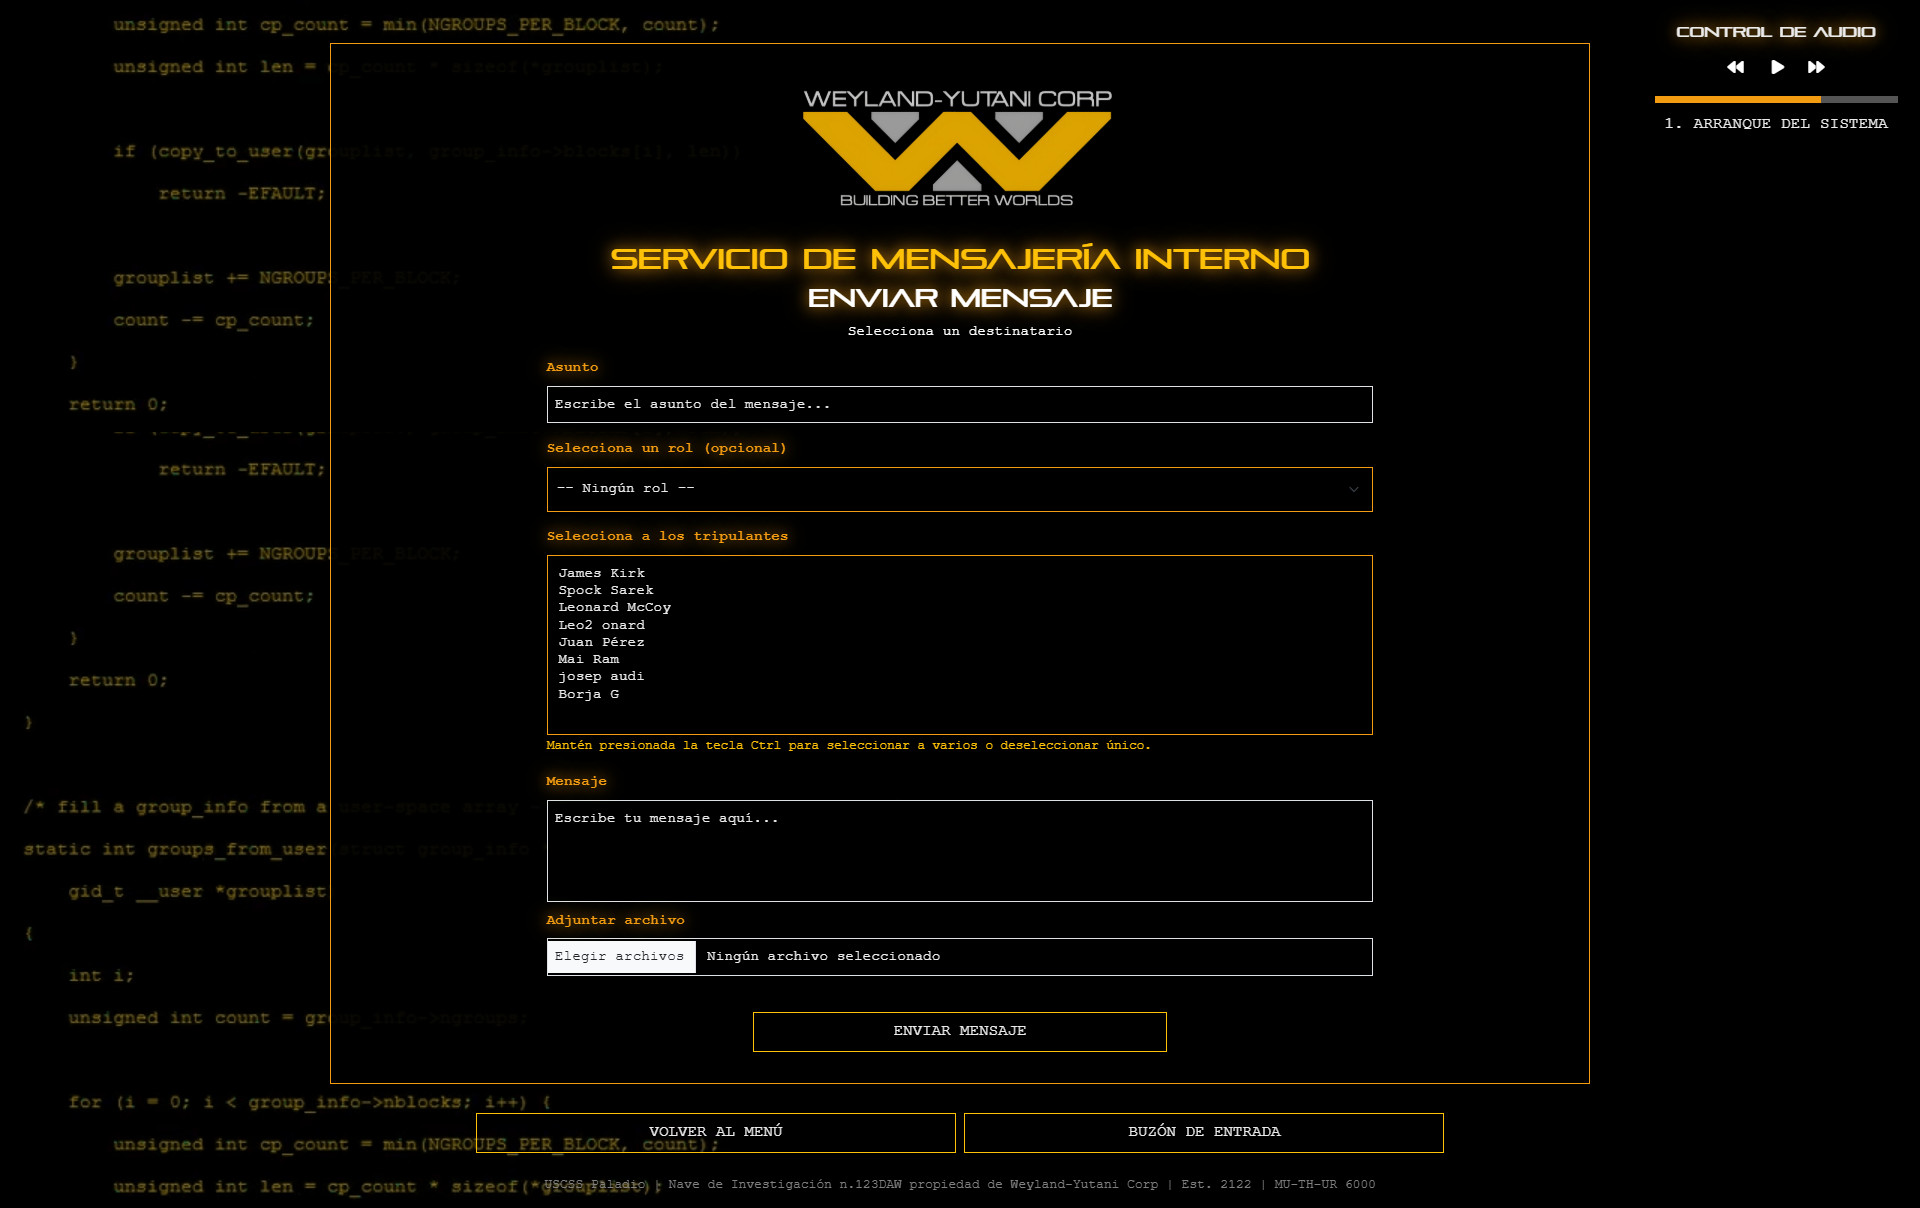 unsigned int cp_count = min(NGROUPS_PER_BLOCK, count);
unsigned int len = cp_count * sizeof(*grouplist);
if (copy_to_user(grouplist, group_info->blocks[i], len))
return -EFAULT;
grouplist += NGROUPS_PER_BLOCK;
count -= cp_count;
}
return 0;
return -EFAULT;
grouplist += NGROUPS_PER_BLOCK;
count -= cp_count;
}
return 0;
}
/* fill a group_info from a user-space array -
static int groups_from_user struct group_info *
gid_t __user *grouplist
{
int i;
unsigned int count = group_info->ngroups;
for (i = 0; i < group_info->nblocks; i++) {
unsigned int cp_count = min(NGROUPS_PER_BLOCK, count);
unsigned int len = cp_count * sizeof(*grouplist);
WEYLAND-YUTANI CORP
BUILDING BETTER WORLDS
SERVICIO DE MENSAJERÍA INTERNO
ENVIAR MENSAJE
Selecciona un destinatario
Asunto
Escribe el asunto del mensaje...
Selecciona un rol (opcional)
-- Ningún rol --
Selecciona a los tripulantes
James Kirk
Spock Sarek
Leonard McCoy
Leo2 onard
Juan Pérez
Mai Ram
josep audi
Borja G
Mantén presionada la tecla Ctrl para seleccionar a varios o deseleccionar único.
Mensaje
Escribe tu mensaje aquí...
Adjuntar archivo
Elegir archivos Ningún archivo seleccionado
ENVIAR MENSAJE
VOLVER AL MENÚ
BUZÓN DE ENTRADA
USCSS Paladio | Nave de Investigación n.123DAW propiedad de Weyland-Yutani Corp | Est. 2122 | MU-TH-UR 6000
CONTROL DE AUDIO
1. ARRANQUE DEL SISTEMA